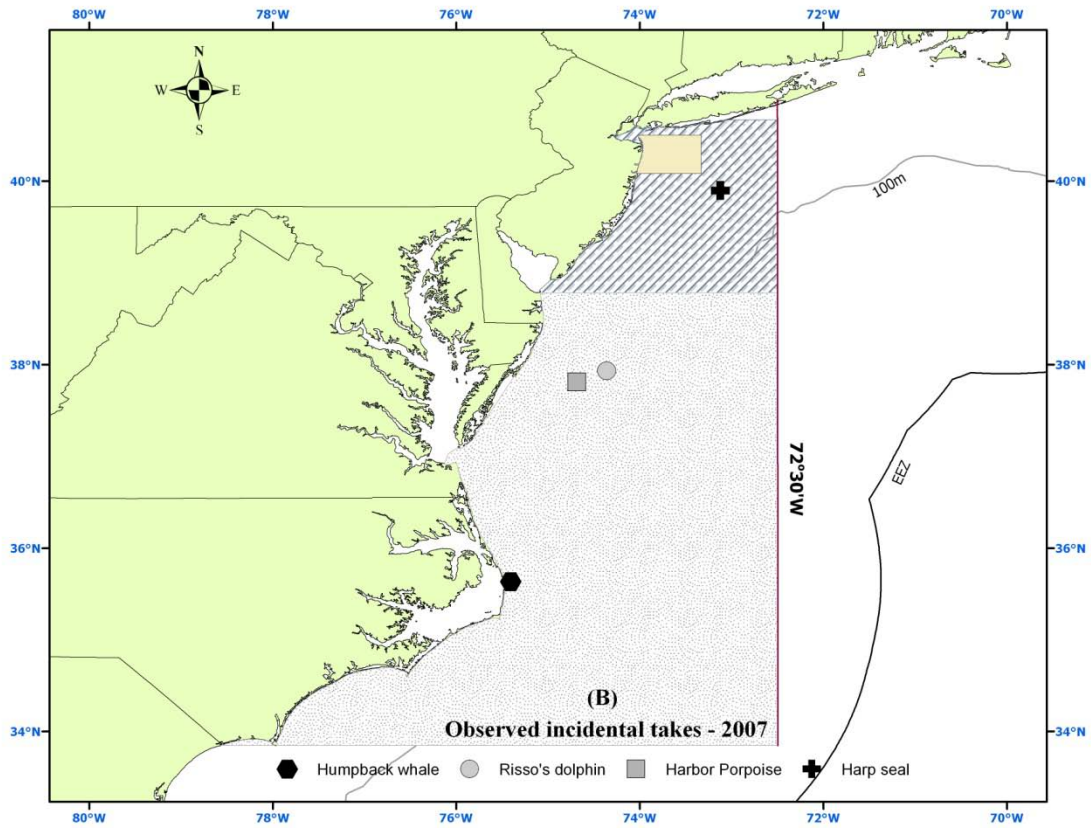 80°W 78°W 76°W 74°W 72°W 70°W
N
W E
S
40°N 40°N
100m
38°N 38°N
72°30'W
EEZ
36°N 36°N
34°N 34°N
(B)
Observed incidental takes - 2007
Humpback whale Risso's dolphin Harbor Porpoise Harp seal
80°W 78°W 76°W 74°W 72°W 70°W